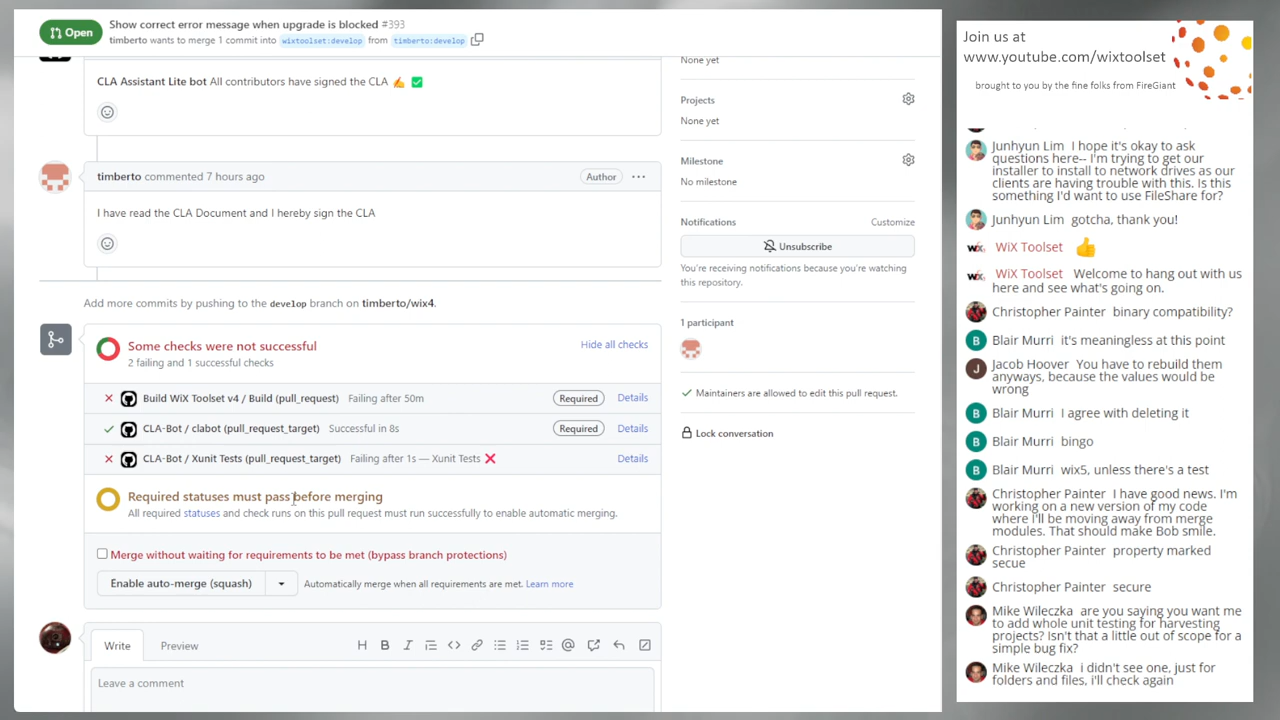 Open
Show correct error message when upgrade is blocked #393
timberto wants to merge 1 commit into wixtoolset:develop from timberto:develop
CLA Assistant Lite bot All contributors have signed the CLA ✍️ ✅
timberto commented 7 hours ago
Author
I have read the CLA Document and I hereby sign the CLA
Add more commits by pushing to the develop branch on timberto/wix4.
Some checks were not successful
2 failing and 1 successful checks
Hide all checks
Build WiX Toolset v4 / Build (pull_request) Failing after 50m
Required
Details
CLA-Bot / clabot (pull_request_target) Successful in 8s
Required
Details
CLA-Bot / Xunit Tests (pull_request_target) Failing after 1s — Xunit Tests ❌
Details
Required statuses must pass before merging
All required statuses and check runs on this pull request must run successfully to enable automatic merging.
Merge without waiting for requirements to be met (bypass branch protections)
Enable auto-merge (squash)
Automatically merge when all requirements are met. Learn more
Write
Preview
Leave a comment
None yet
Projects
None yet
Milestone
No milestone
Notifications
Customize
Unsubscribe
You're receiving notifications because you're watching
this repository.
1 participant
Maintainers are allowed to edit this pull request.
Lock conversation
Join us at
www.youtube.com/wixtoolset
brought to you by the fine folks from FireGiant
Junhyun Lim I hope it's okay to ask
questions here-- I'm trying to get our
installer to install to network drives as our
clients are having trouble with this. Is this
something I'd want to use FileShare for?
Junhyun Lim gotcha, thank you!
WiX Toolset 👍
WiX Toolset Welcome to hang out with us
here and see what's going on.
Christopher Painter binary compatibility?
Blair Murri it's meaningless at this point
Jacob Hoover You have to rebuild them
anyways, because the values would be
wrong
Blair Murri I agree with deleting it
Blair Murri bingo
Blair Murri wix5, unless there's a test
Christopher Painter I have good news. I'm
working on a new version of my code
where I'll be moving away from merge
modules. That should make Bob smile.
Christopher Painter property marked
secue
Christopher Painter secure
Mike Wileczka are you saying you want me
to add whole unit testing for harvesting
projects? Isn't that a little out of scope for a
simple bug fix?
Mike Wileczka i didn't see one, just for
folders and files, i'll check again